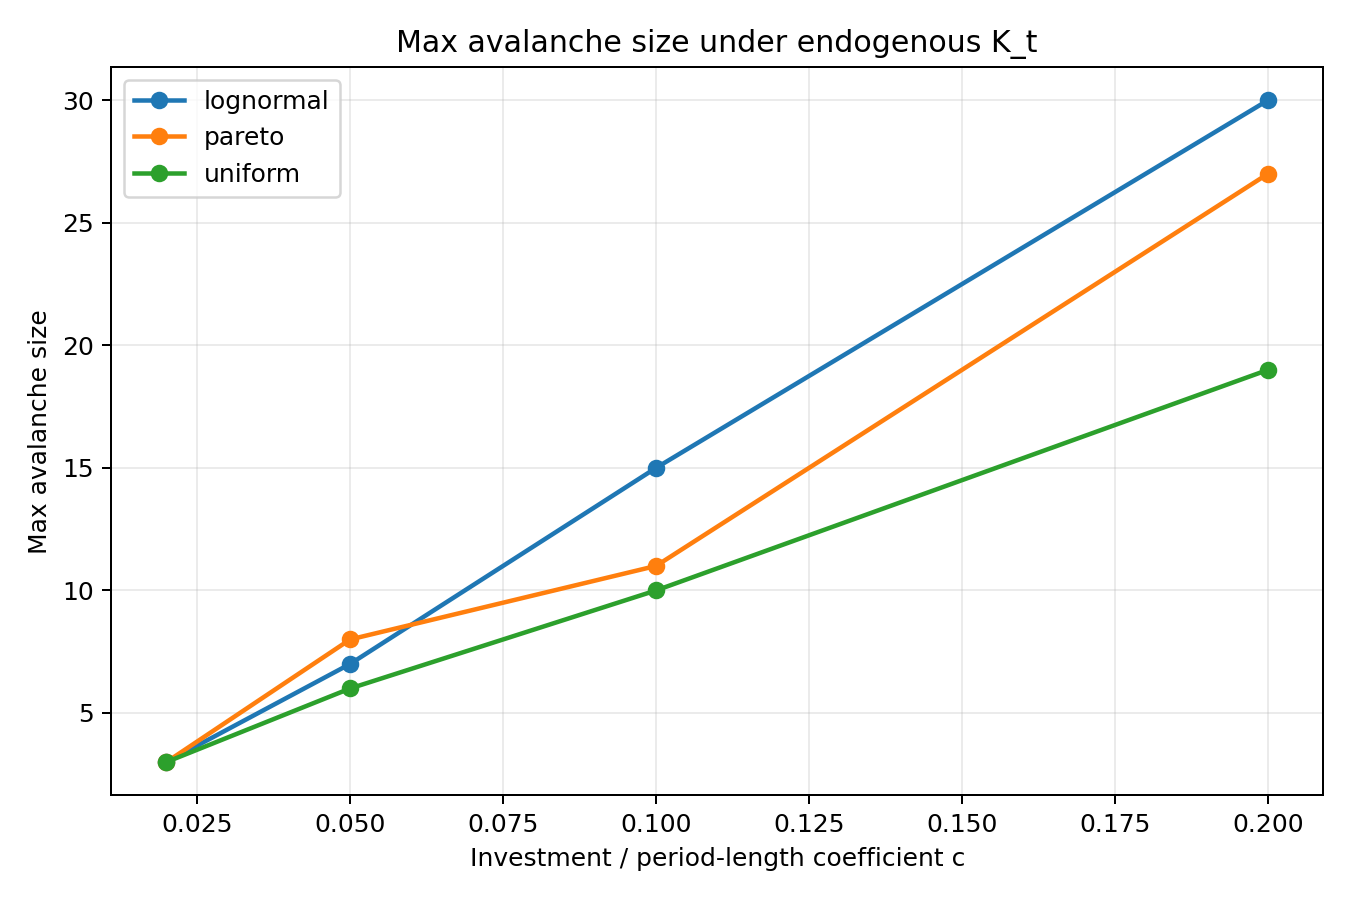 Max avalanche size under endogenous K_t
lognormal
pareto
uniform
Max avalanche size
30
25
20
15
10
5
0.025 0.050 0.075 0.100 0.125 0.150 0.175 0.200
Investment / period-length coefficient c